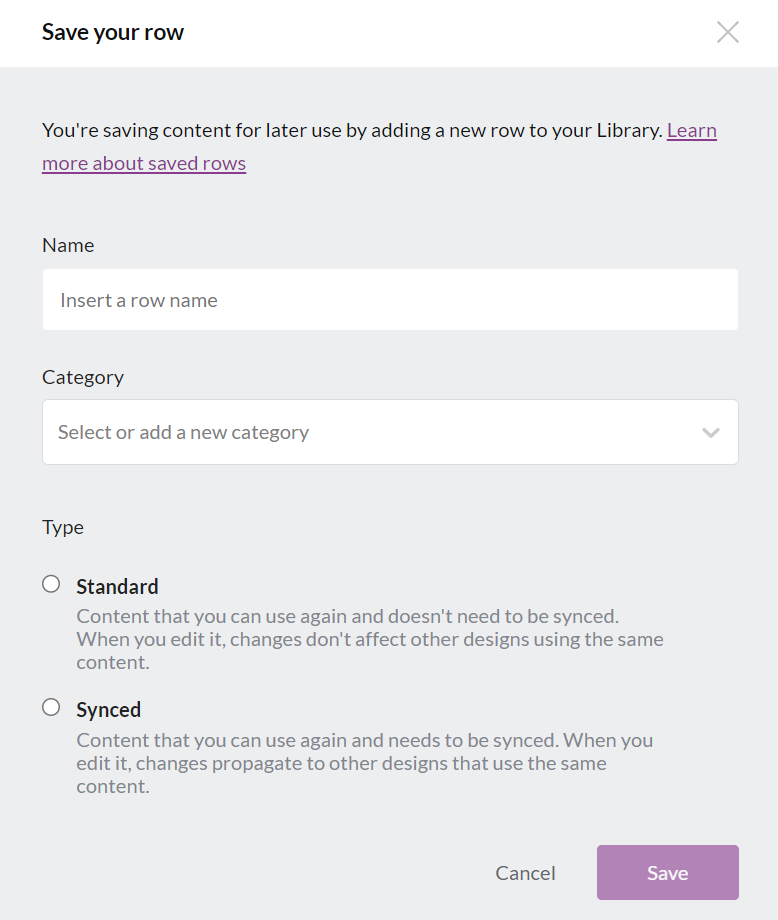 Save your row
You're saving content for later use by adding a new row to your Library. Learn
more about saved rows
Name
Insert a row name
Category
Select or add a new category
Type
Standard
Content that you can use again and doesn't need to be synced.
When you edit it, changes don't affect other designs using the same
content.
Synced
Content that you can use again and needs to be synced. When you
edit it, changes propagate to other designs that use the same
content.
Cancel Save